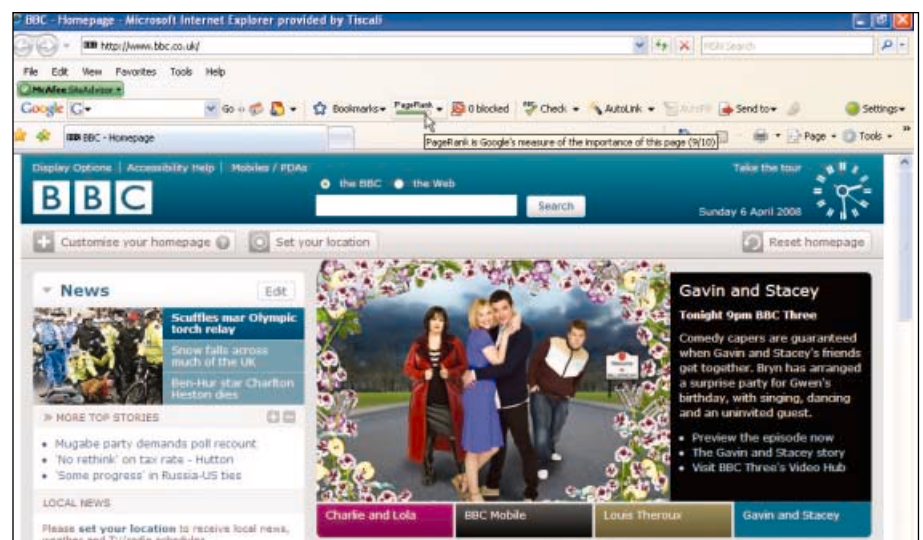 BBC - Homepage - Microsoft Internet Explorer provided by Tiscali
http://www.bbc.co.uk/
MSN Search
File Edit View Favorites Tools Help
McAfee SiteAdvisor
Google G Go Bookmarks PageRank 0 blocked Check AutoLink AutoFill Send to Settings
BBC - Homepage
Page Tools
PageRank is Google's measure of the importance of this page (9/10)
Display Options | Accessibility Help | Mobiles / PDAs
Take the tour
BBC
the BBC the Web
Search
Sunday 6 April 2008
Customise your homepage ?
Set your location
Reset homepage
News
Edit
Scuffles mar Olympic
torch relay
Snow falls across
much of the UK
Ben-Hur star Charlton
Heston dies
» MORE TOP STORIES
• Mugabe party demands poll recount
• 'No rethink' on tax rate - Hutton
• 'Some progress' in Russia-US ties
LOCAL NEWS
Please set your location to receive local news,
weather and TV/radio schedules
Gavin and Stacey
Tonight 9pm BBC Three
Comedy capers are guaranteed
when Gavin and Stacey's friends
get together. Bryn has arranged
a surprise party for Gwen's
birthday, with singing, dancing
and an uninvited guest.
• Preview the episode now
• The Gavin and Stacey story
• Visit BBC Three's Video Hub
Charlie and Lola
BBC Mobile
Louis Theroux
Gavin and Stacey